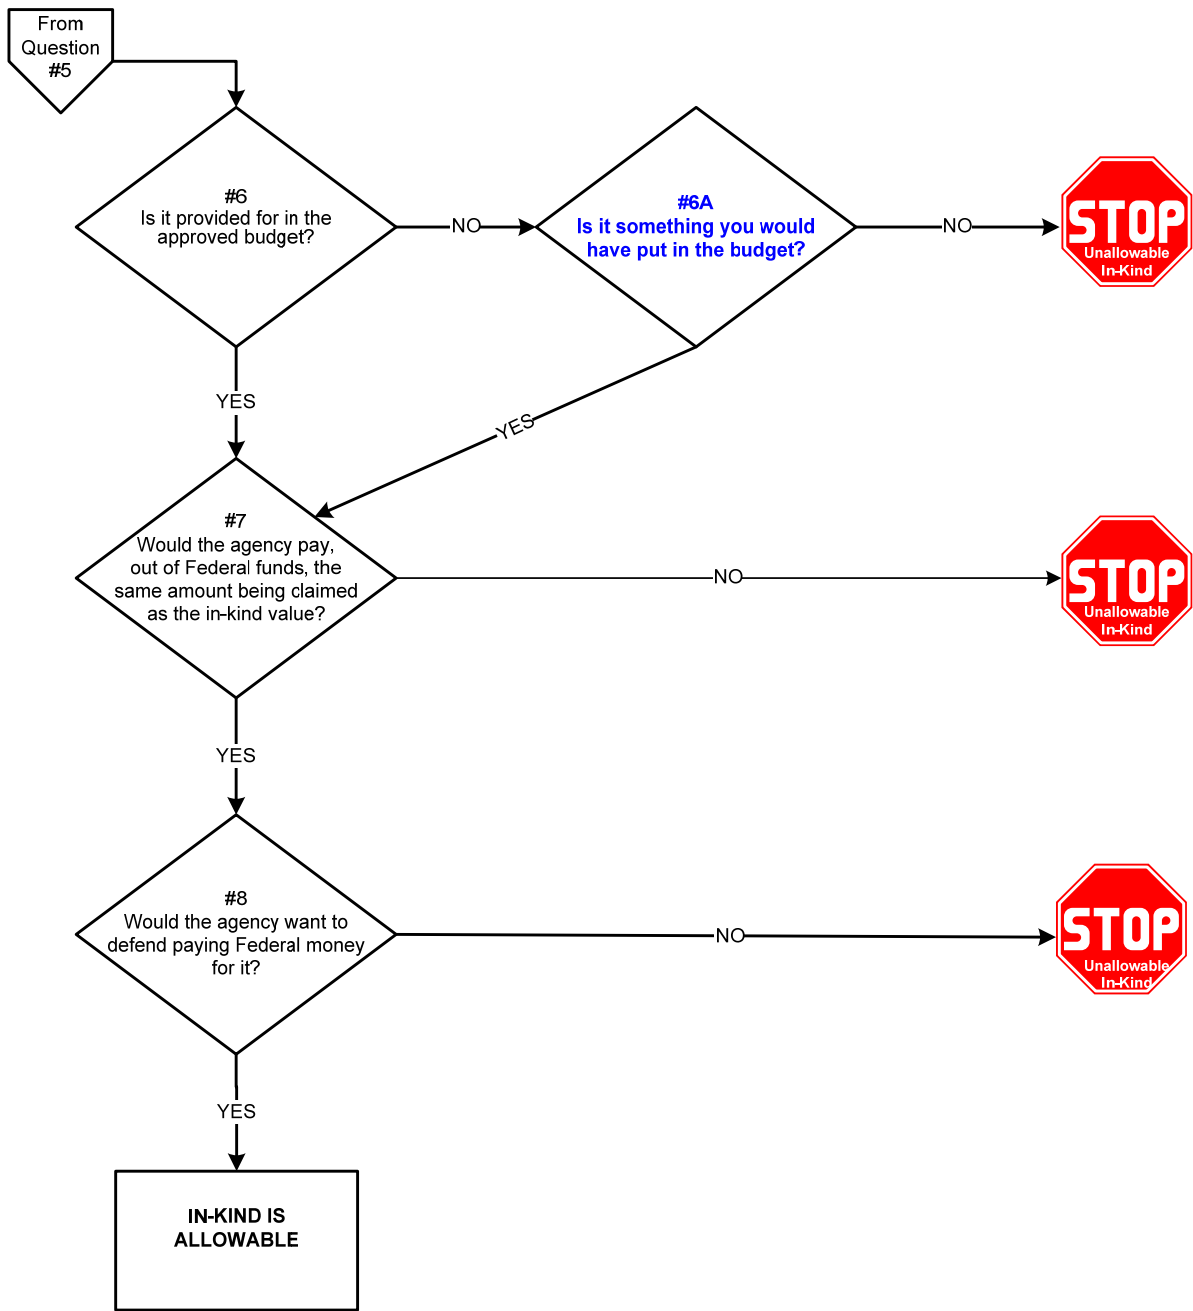 From
Question
#5
#6
Is it provided for in the
approved budget?
NO
#6A
Is it something you would
have put in the budget?
NO
STOP
Unallowable
In-Kind
YES
YES
#7
Would the agency pay,
out of Federal funds, the
same amount being claimed
as the in-kind value?
NO
STOP
Unallowable
In-Kind
YES
#8
Would the agency want to
defend paying Federal money
for it?
NO
STOP
Unallowable
In-Kind
YES
IN-KIND IS
ALLOWABLE